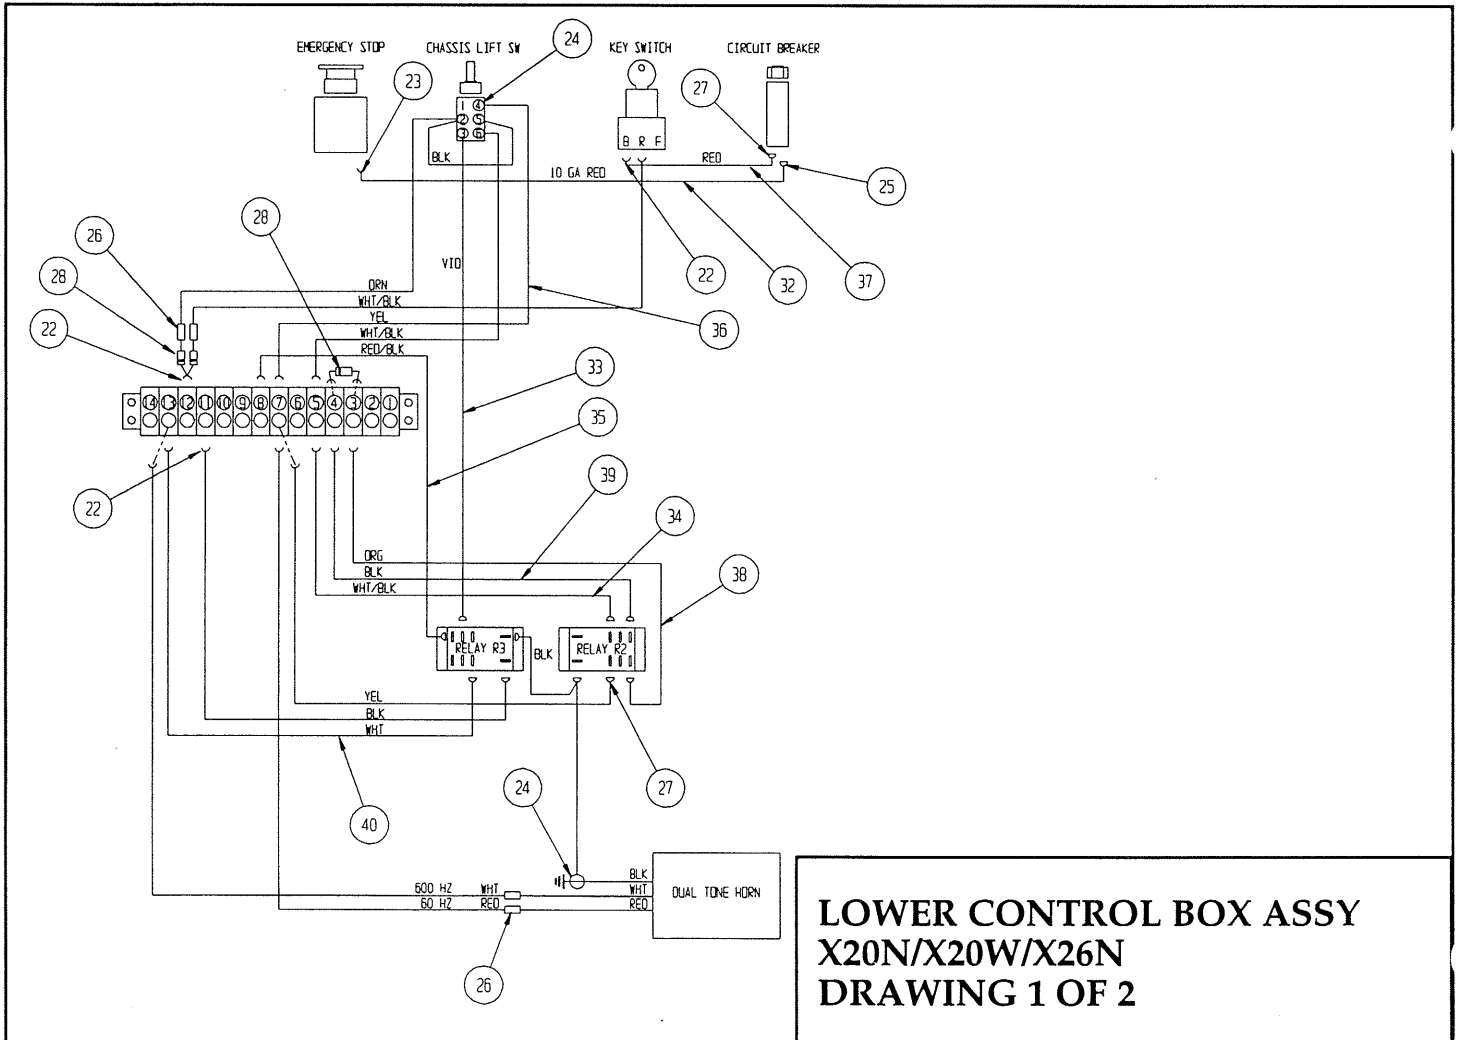 EMERGENCY STOP
CHASSIS LIFT SW
24
KEY SWITCH
CIRCUIT BREAKER
23
27
1 4
2 5
3 6
B R F
BLK
RED
10 GA RED
25
26
28
28
VIO
22
32
37
ORN
WHT/BLK
YEL
WHT/BLK
RED/BLK
22
36
33
14 13 12 11 10 9 8 7 6 5 4 3 2 1
35
22
39
34
ORG
BLK
WHT/BLK
38
RELAY R3
BLK
RELAY R2
YEL
BLK
WHT
24
27
40
BLK
600 HZ WHT
WHT
60 HZ RED
RED
DUAL TONE HORN
26
LOWER CONTROL BOX ASSY
X20N/X20W/X26N
DRAWING 1 OF 2